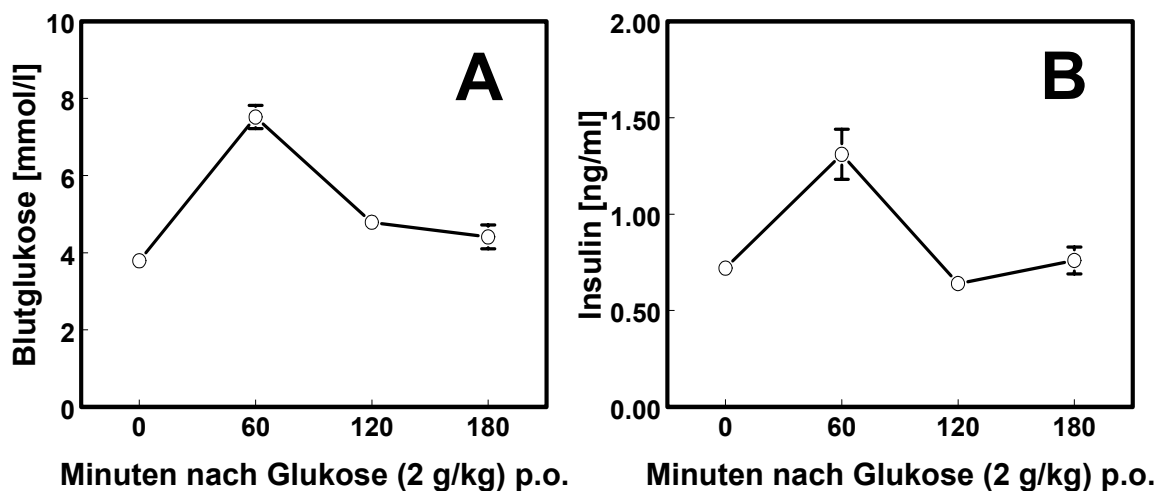 A
Blutglukose [mmol/l]
10
8
6
4
2
0
0 60 120 180
Minuten nach Glukose (2 g/kg) p.o.
B
Insulin [ng/ml]
2.00
1.50
1.00
0.50
0.00
0 60 120 180
Minuten nach Glukose (2 g/kg) p.o.